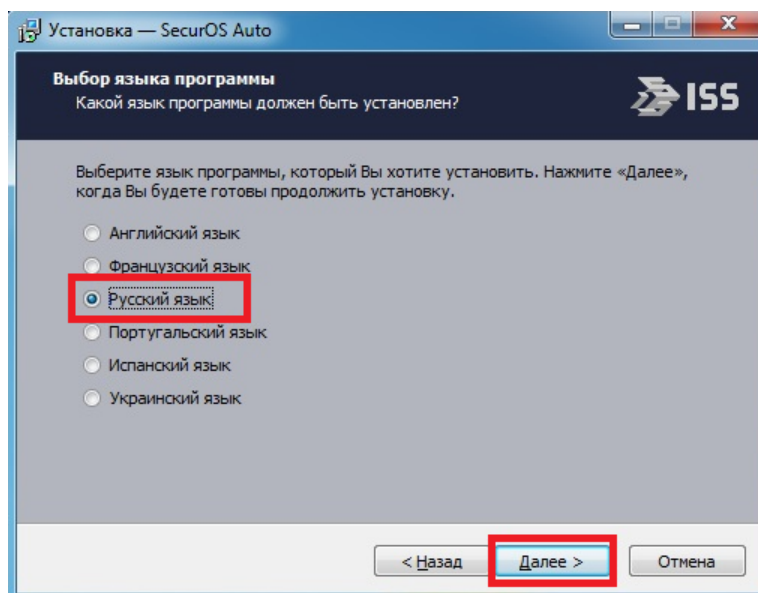 Установка — SecurOS Auto
Выбор языка программы
Какой язык программы должен быть установлен?
ISS
Выберите язык программы, который Вы хотите установить. Нажмите «Далее»,
когда Вы будете готовы продолжить установку.
Английский язык
Французский язык
Русский язык
Португальский язык
Испанский язык
Украинский язык
< Назад
Далее >
Отмена